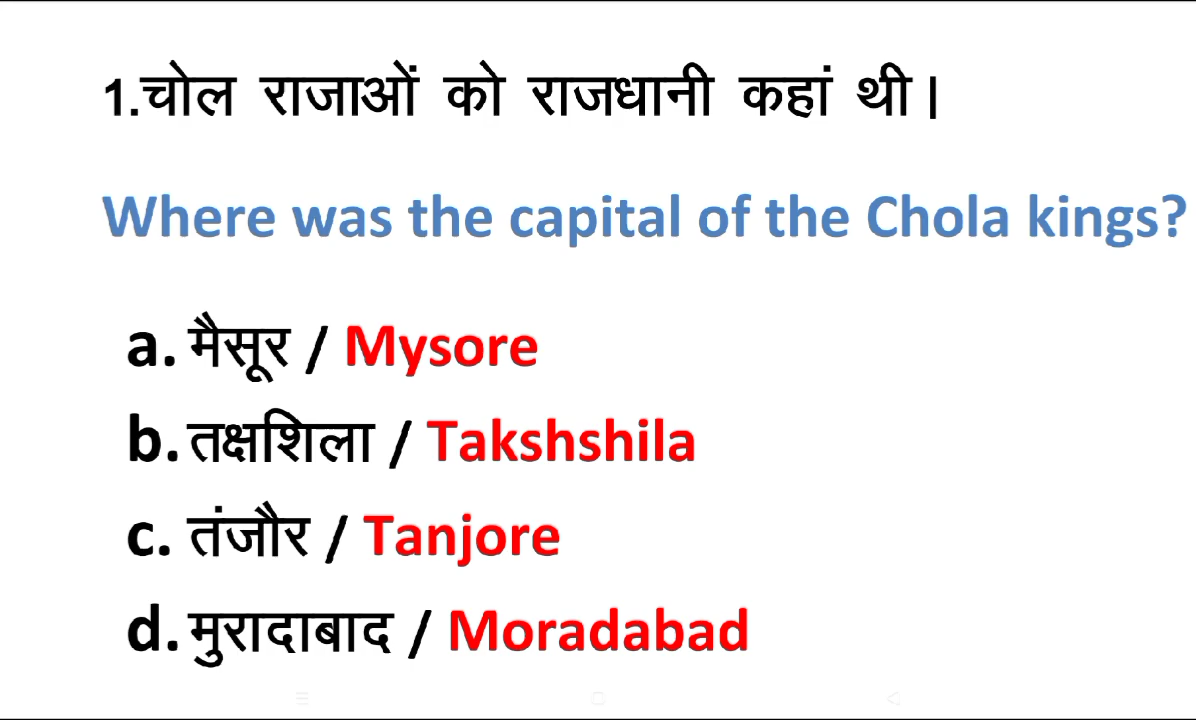 1.चोल राजाओं को राजधानी कहां थी।
Where was the capital of the Chola kings?
a. मैसूर / Mysore
b. तक्षशिला / Takshshila
c. तंजौर / Tanjore
d. मुरादाबाद / Moradabad